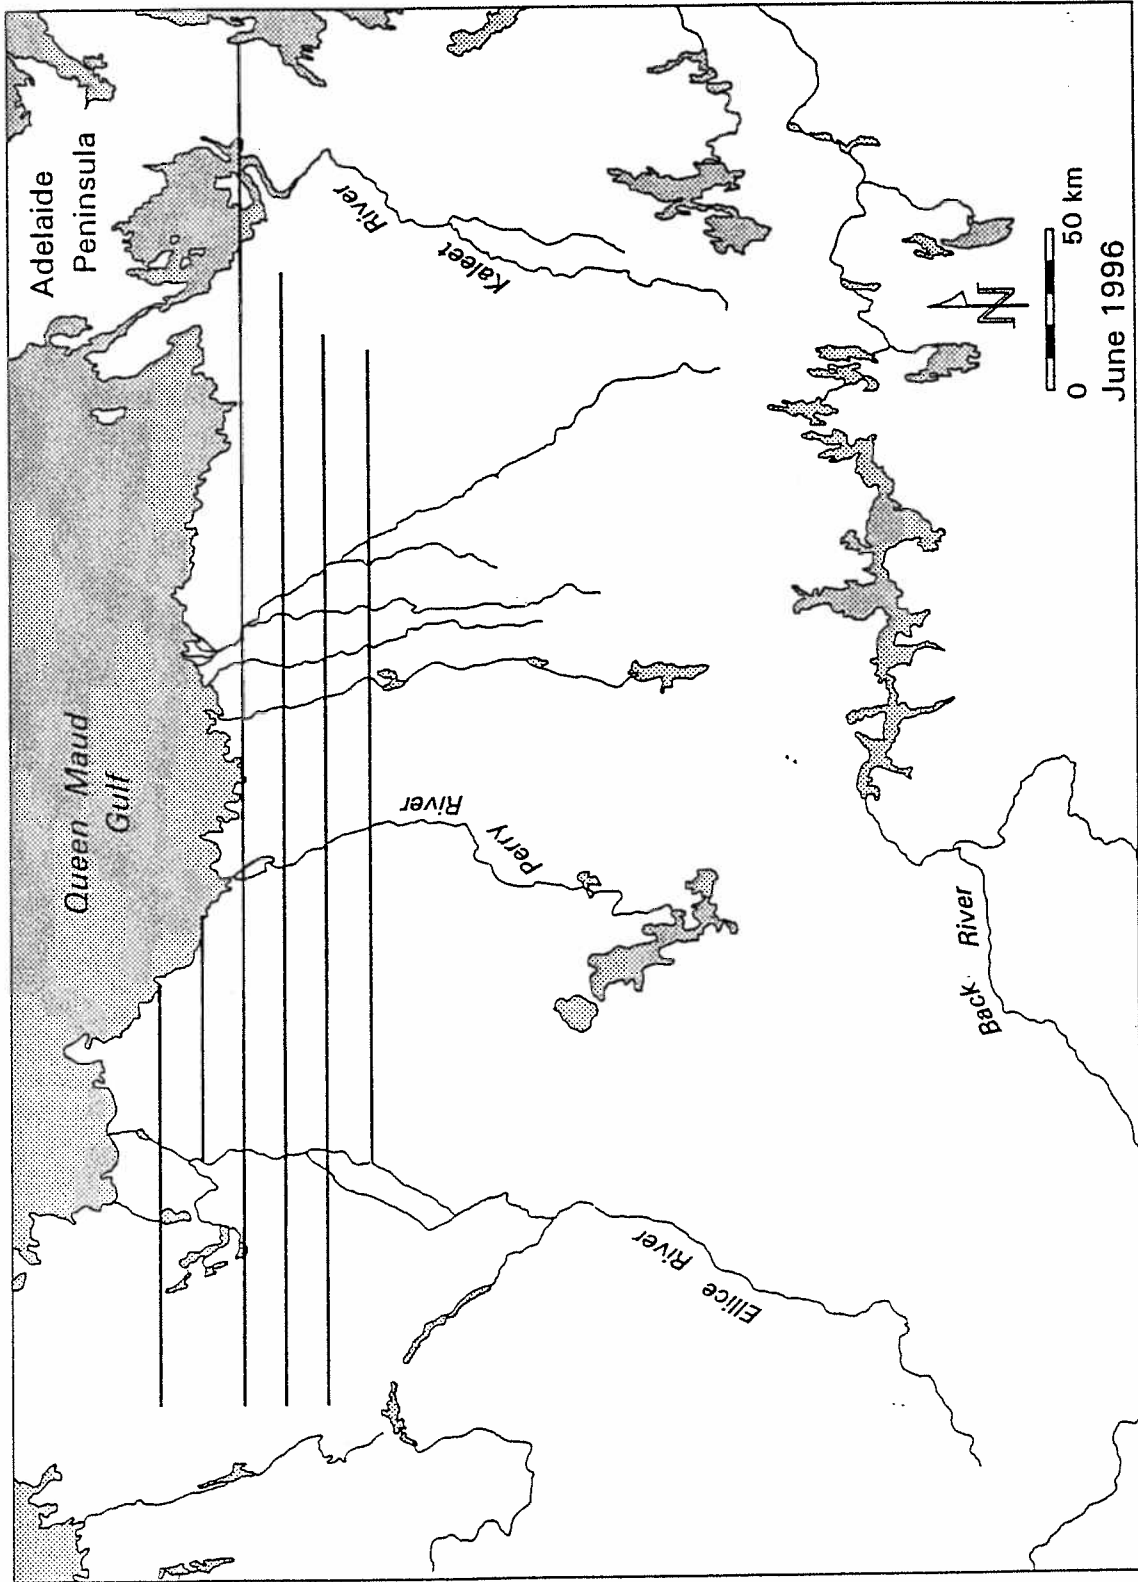 Adelaide
Peninsula
Queen Maud
Gulf
River
Kaleet
River
Perry
Ellice River
Back River
N
0 50 km
June 1996